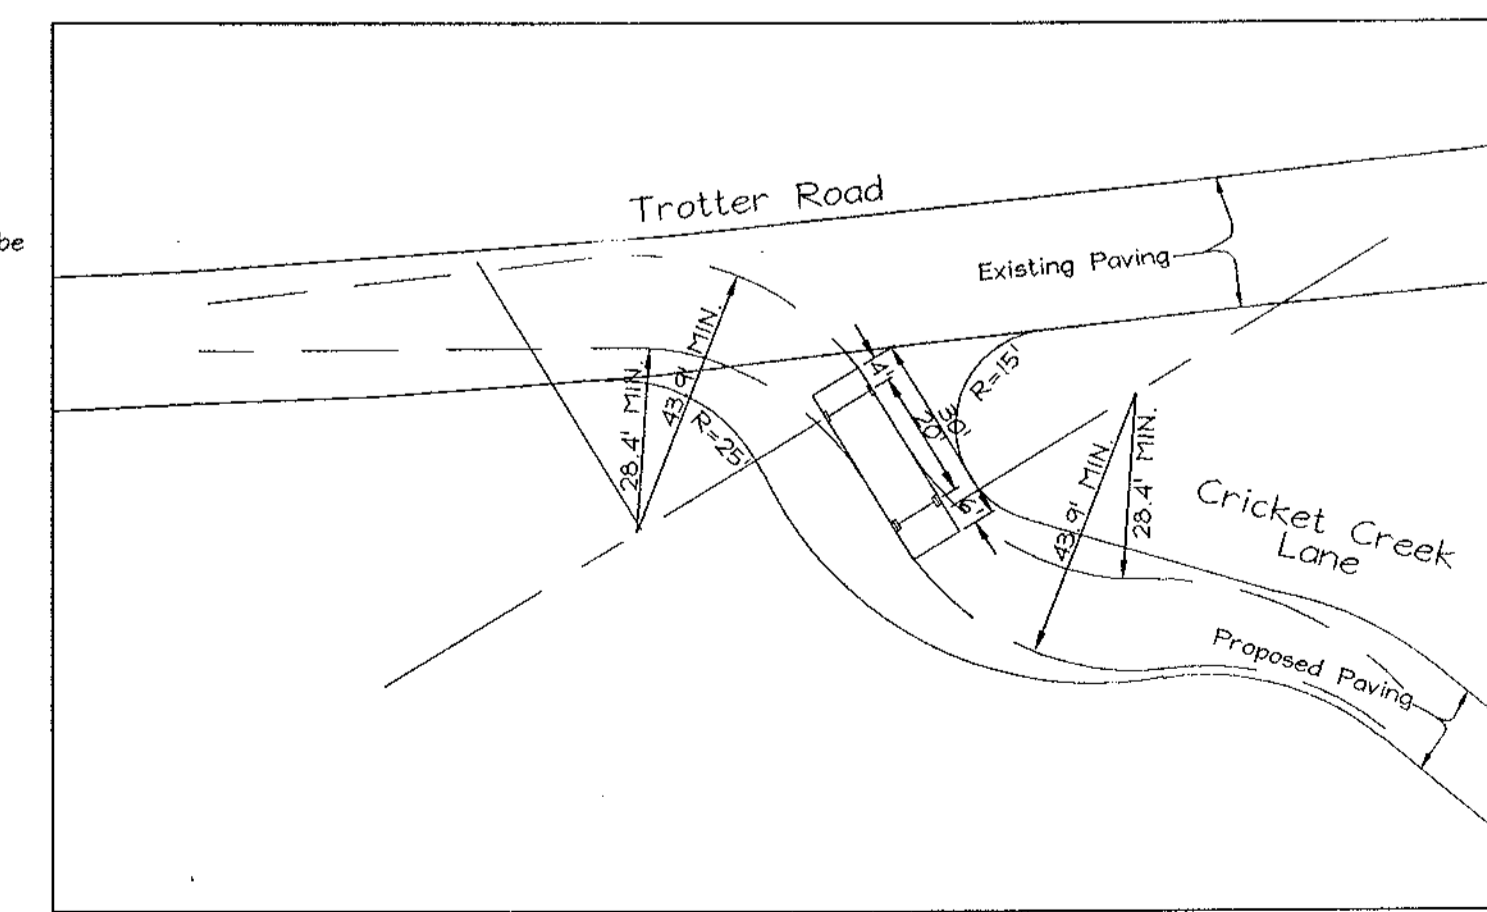 be
Trotter Road
Existing Paving
43.9' MIN.
28.4' MIN.
R=25'
4'
20'
30'
6'
R=15'
43.9' MIN.
28.4' MIN.
Cricket Creek
Lane
Proposed Paving